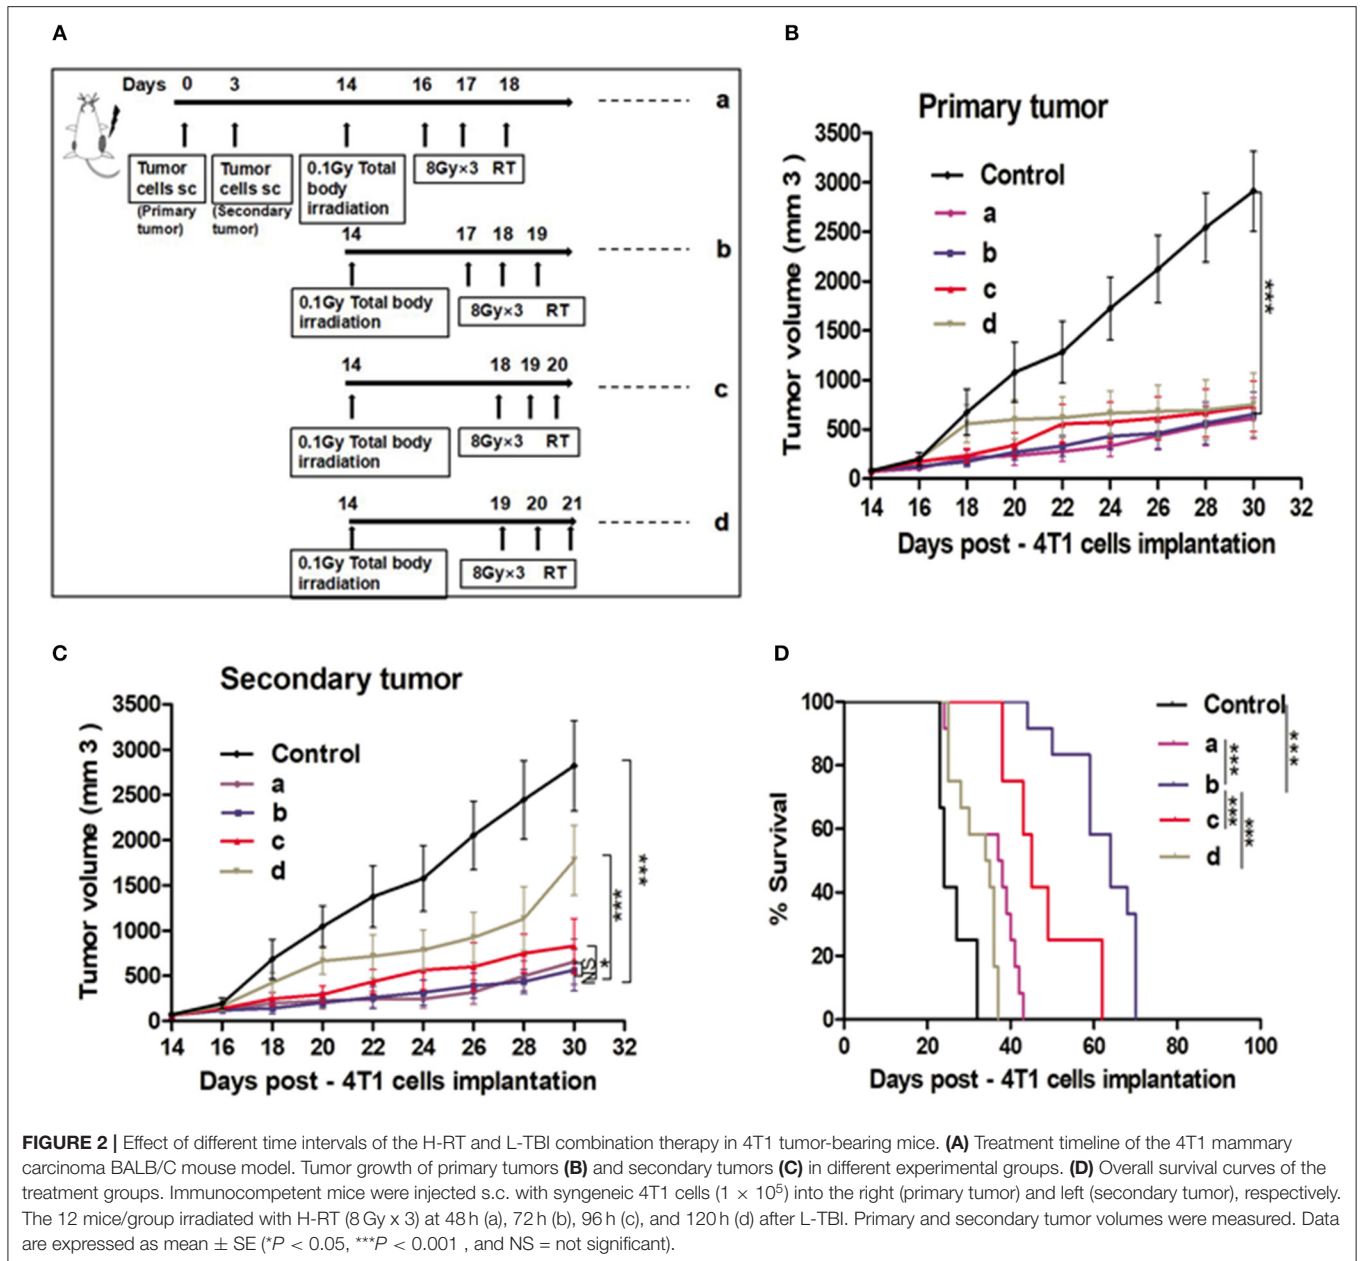 A
Days 0 3 14 16 17 18
a
Tumor cells sc
(Primary tumor)
Tumor cells sc
(Secondary tumor)
0.1Gy Total body irradiation
8Gy×3 RT
14 17 18 19
b
0.1Gy Total body irradiation
8Gy×3 RT
14 18 19 20
c
0.1Gy Total body irradiation
8Gy×3 RT
14 19 20 21
d
0.1Gy Total body irradiation
8Gy×3 RT
B
Primary tumor
Tumor volume (mm 3 )
3500
3000
2500
2000
1500
1000
500
0
Control
a
b
c
d
***
14 16 18 20 22 24 26 28 30 32
Days post - 4T1 cells implantation
C
Secondary tumor
Tumor volume (mm 3 )
3500
3000
2500
2000
1500
1000
500
0
Control
a
b
c
d
NS
*
***
***
14 16 18 20 22 24 26 28 30 32
Days post - 4T1 cells implantation
D
% Survival
100
80
60
40
20
0
Control
a
b
c
d
***
***
***
***
0 20 40 60 80 100
Days post - 4T1 cells implantation
FIGURE 2 | Effect of different time intervals of the H-RT and L-TBI combination therapy in 4T1 tumor-bearing mice. (A) Treatment timeline of the 4T1 mammary
carcinoma BALB/C mouse model. Tumor growth of primary tumors (B) and secondary tumors (C) in different experimental groups. (D) Overall survival curves of the
treatment groups. Immunocompetent mice were injected s.c. with syngeneic 4T1 cells (1 × 10⁵) into the right (primary tumor) and left (secondary tumor), respectively.
The 12 mice/group irradiated with H-RT (8 Gy x 3) at 48 h (a), 72 h (b), 96 h (c), and 120 h (d) after L-TBI. Primary and secondary tumor volumes were measured. Data
are expressed as mean ± SE (*P < 0.05, ***P < 0.001 , and NS = not significant).